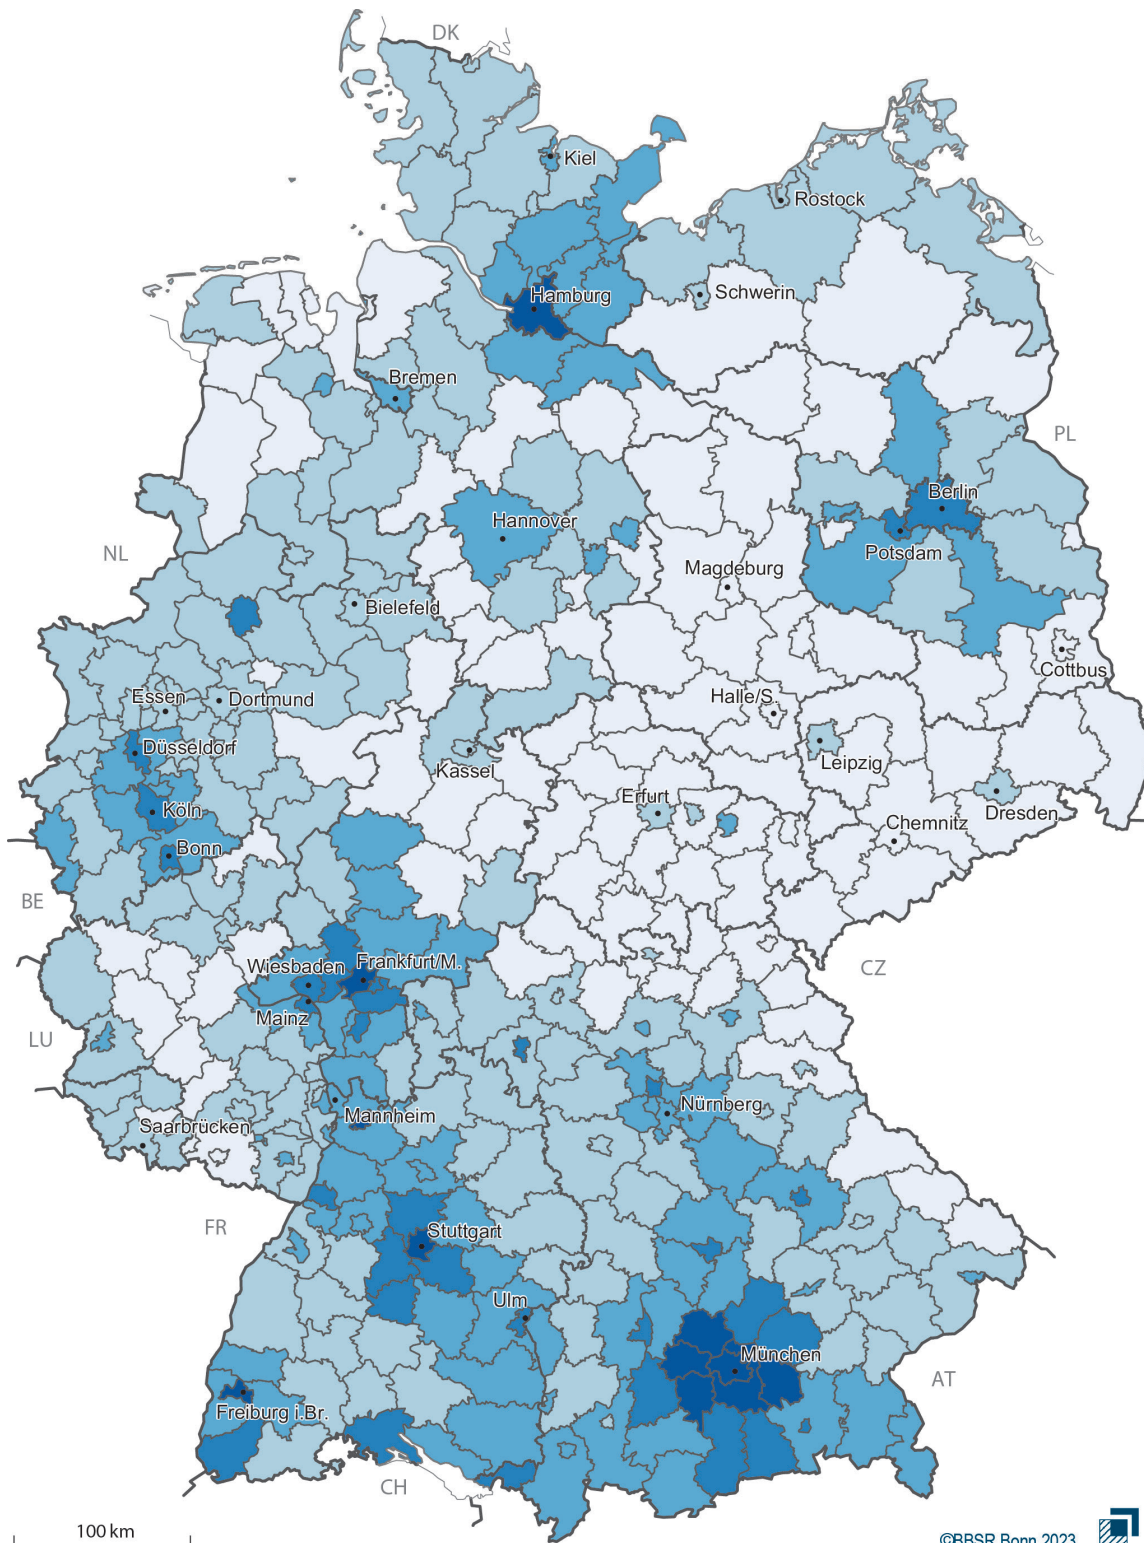 DK
Kiel
Rostock
Hamburg
Schwerin
Bremen
PL
Berlin
Hannover
NL
Potsdam
Magdeburg
Bielefeld
Cottbus
Essen
Dortmund
Halle/S.
Düsseldorf
Kassel
Leipzig
Erfurt
Köln
Dresden
Chemnitz
Bonn
BE
Wiesbaden
Frankfurt/M.
CZ
Mainz
LU
Mannheim
Nürnberg
Saarbrücken
FR
Stuttgart
Ulm
München
AT
Freiburg i.Br.
CH
100 km
©BBSR Bonn 2023